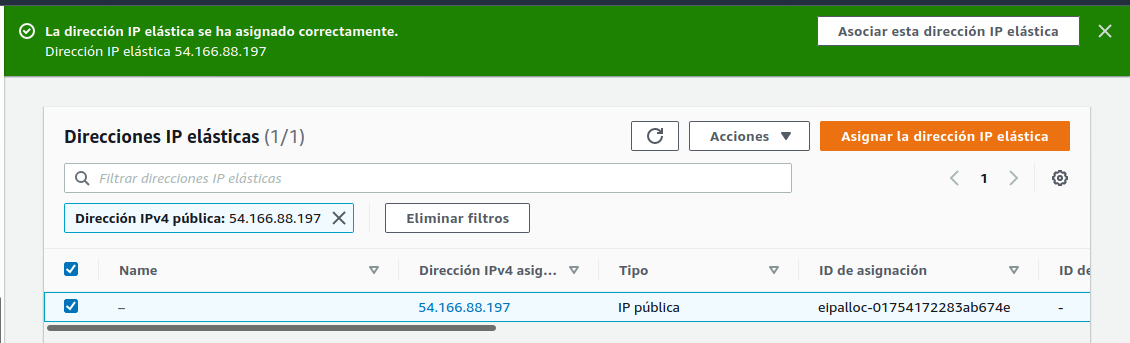 La dirección IP elástica se ha asignado correctamente.
Dirección IP elástica 54.166.88.197
Asociar esta dirección IP elástica
Direcciones IP elásticas (1/1)
Acciones
Asignar la dirección IP elástica
Filtrar direcciones IP elásticas
1
Dirección IPv4 pública: 54.166.88.197
Eliminar filtros
Name
Dirección IPv4 asig...
Tipo
ID de asignación
ID de
–
54.166.88.197
IP pública
eipalloc-01754172283ab674e
-